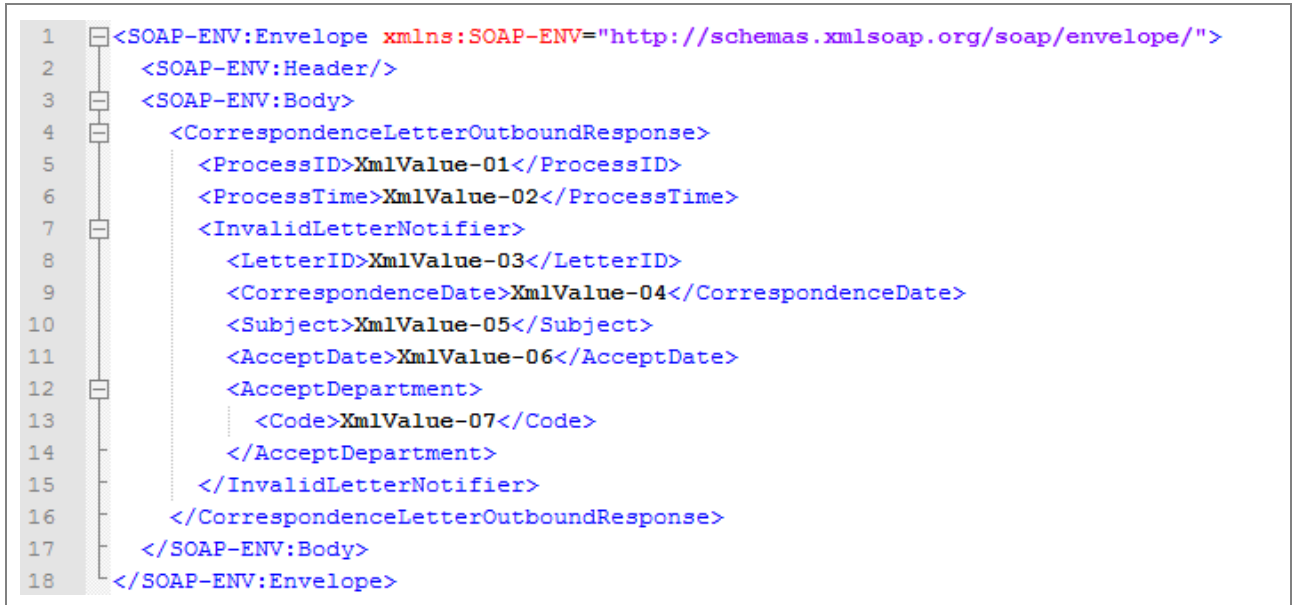 1 <SOAP-ENV:Envelope xmlns:SOAP-ENV="http://schemas.xmlsoap.org/soap/envelope/">
2 <SOAP-ENV:Header/>
3 <SOAP-ENV:Body>
4 <CorrespondenceLetterOutboundResponse>
5 <ProcessID>XmlValue-01</ProcessID>
6 <ProcessTime>XmlValue-02</ProcessTime>
7 <InvalidLetterNotifier>
8 <LetterID>XmlValue-03</LetterID>
9 <CorrespondenceDate>XmlValue-04</CorrespondenceDate>
10 <Subject>XmlValue-05</Subject>
11 <AcceptDate>XmlValue-06</AcceptDate>
12 <AcceptDepartment>
13 <Code>XmlValue-07</Code>
14 </AcceptDepartment>
15 </InvalidLetterNotifier>
16 </CorrespondenceLetterOutboundResponse>
17 </SOAP-ENV:Body>
18 </SOAP-ENV:Envelope>